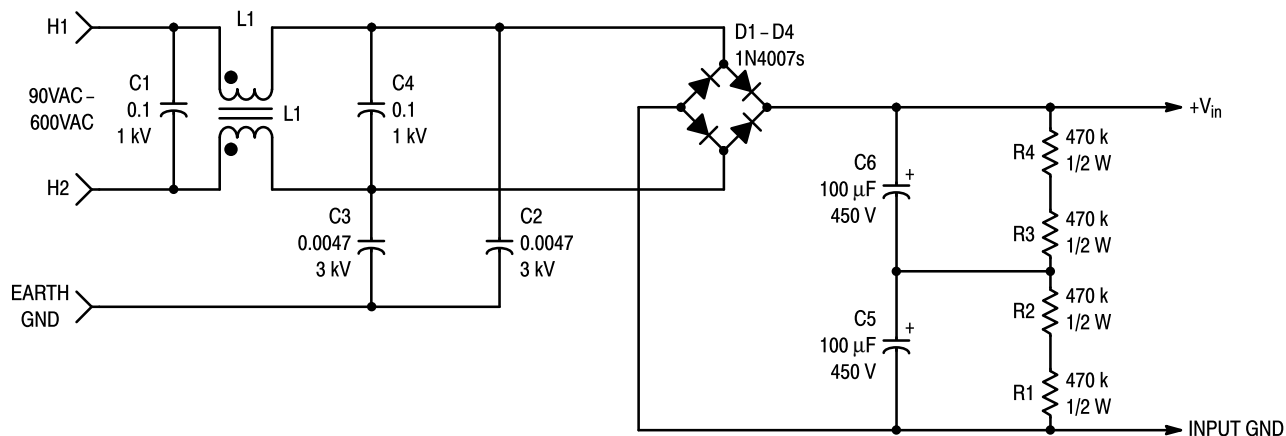 H1
L1
C1
0.1
1 kV
90VAC –
600VAC
L1
C4
0.1
1 kV
D1 – D4
1N4007s
H2
C3
0.0047
3 kV
C2
0.0047
3 kV
EARTH
GND
C6
100 μF
450 V
+
C5
100 μF
450 V
+
R4
470 k
1/2 W
R3
470 k
1/2 W
R2
470 k
1/2 W
R1
470 k
1/2 W
+Vin
INPUT GND